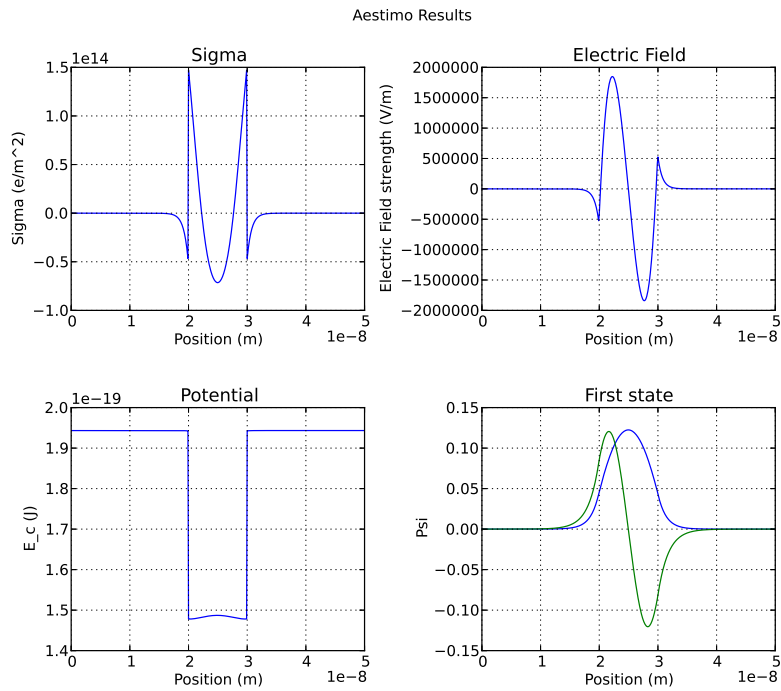 Aestimo Results
Sigma
1e14
Sigma (e/m^2)
1.5
1.0
0.5
0.0
−0.5
−1.0
0 1 2 3 4 5
Position (m)
1e−8
Electric Field
Electric Field strength (V/m)
2000000
1500000
1000000
500000
0
−500000
−1000000
−1500000
−2000000
0 1 2 3 4 5
Position (m)
1e−8
Potential
1e−19
E_c (J)
2.0
1.9
1.8
1.7
1.6
1.5
1.4
0 1 2 3 4 5
Position (m)
1e−8
First state
Psi
0.15
0.10
0.05
0.00
−0.05
−0.10
−0.15
0 1 2 3 4 5
Position (m)
1e−8